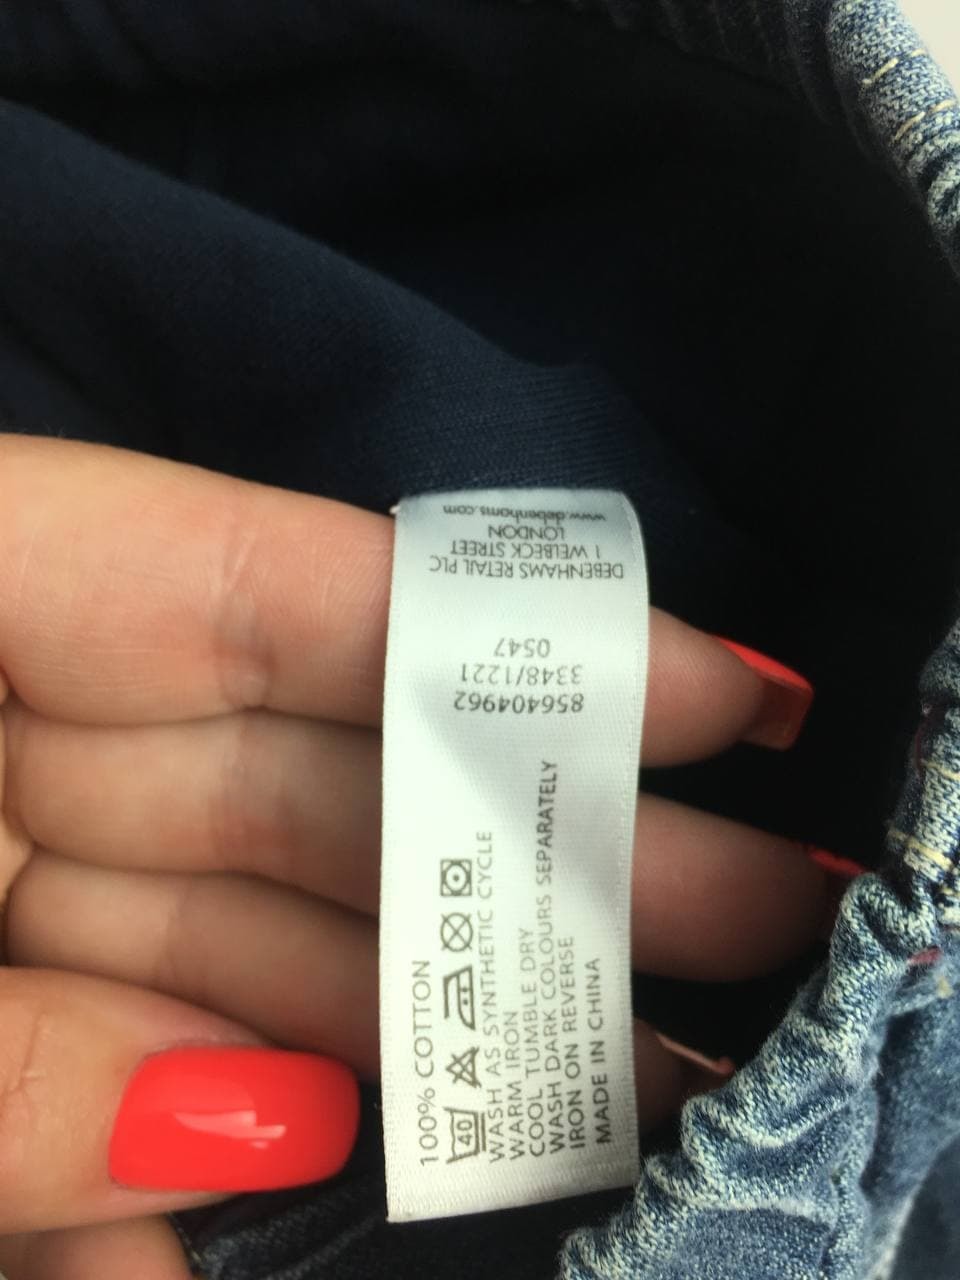 100% COTTON
40
WASH AS SYNTHETIC CYCLE
WARM IRON
COOL TUMBLE DRY
WASH DARK COLOURS SEPARATELY
IRON ON REVERSE
MADE IN CHINA
856404962
3348/1221
0547
DEBENHAMS RETAIL PLC
1 WELBECK STREET
LONDON
www.debenhams.com